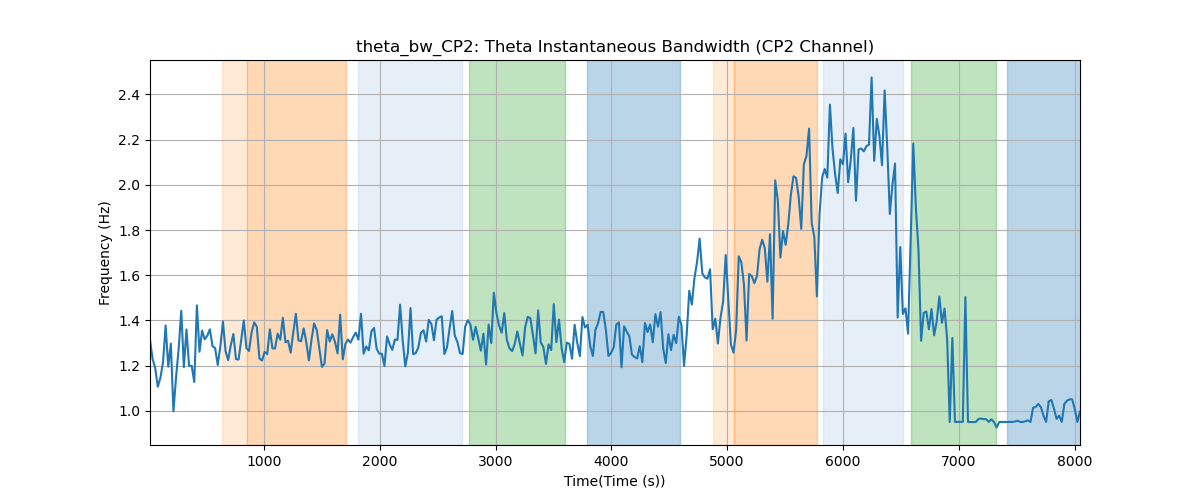 theta_bw_CP2: Theta Instantaneous Bandwidth (CP2 Channel)
Frequency (Hz)
2.4
2.2
2.0
1.8
1.6
1.4
1.2
1.0
1000 2000 3000 4000 5000 6000 7000 8000
Time(Time (s))